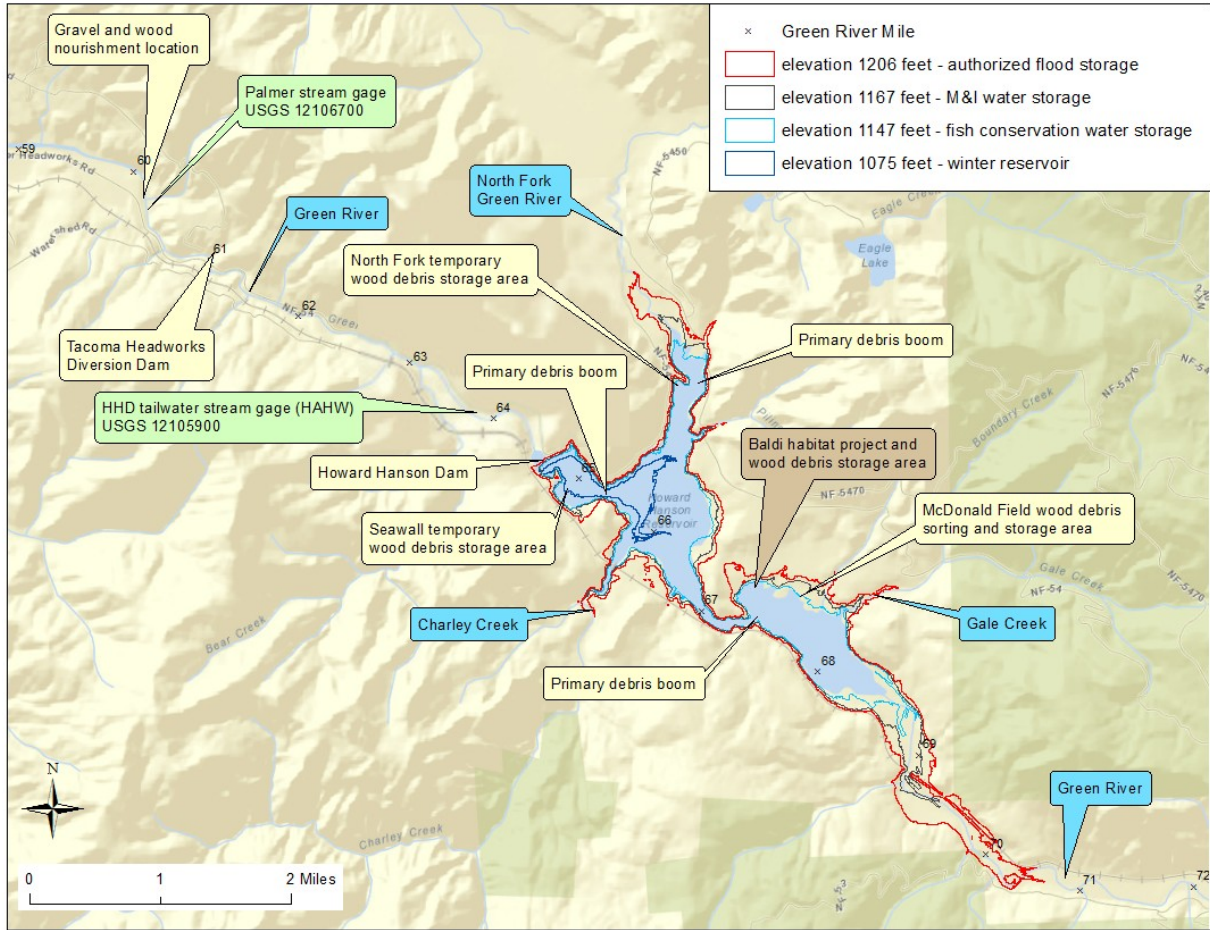 Green River Mile
elevation 1206 feet - authorized flood storage
elevation 1167 feet - M&I water storage
elevation 1147 feet - fish conservation water storage
elevation 1075 feet - winter reservoir
Gravel and wood
nourishment location
Palmer stream gage
USGS 12106700
59
60
Watershed Rd
61
Green River
62
NF-54
Green
Tacoma Headworks
Diversion Dam
63
64
HHD tailwater stream gage (HAHW)
USGS 12105900
North Fork
Green River
NF-5450
Eagle Creek
Eagle
Lake
North Fork temporary
wood debris storage area
Primary debris boom
Primary debris boom
Howard Hanson Dam
65
Seawall temporary
wood debris storage area
Howard
Hanson
Reservoir
66
Baldi habitat project and
wood debris storage area
NF-5470
Boundary Creek
NF-5476
McDonald Field wood debris
sorting and storage area
Gale Creek
NF-54
NF-5470
Gale Creek
67
Charley Creek
Bear Creek
Primary debris boom
68
69
Green River
70
71
72
Charley Creek
N
0 1 2 Miles